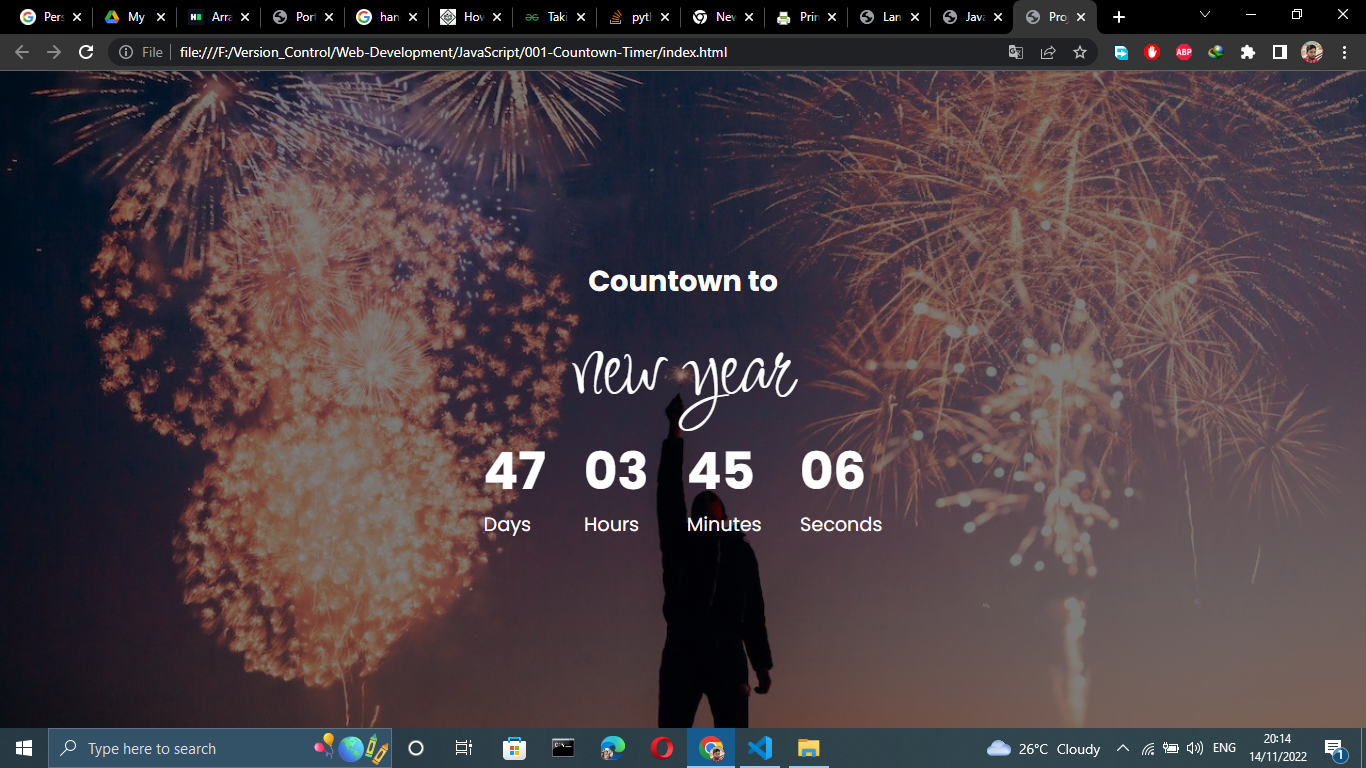 Pers My Arra Port han How Taki pyth New Prin Lan Java Proj
File file:///F:/Version_Control/Web-Development/JavaScript/001-Countown-Timer/index.html
ABP
Countown to
new year
47 03 45 06
Days Hours Minutes Seconds
Type here to search
26°C Cloudy
ENG
20:14
14/11/2022
1